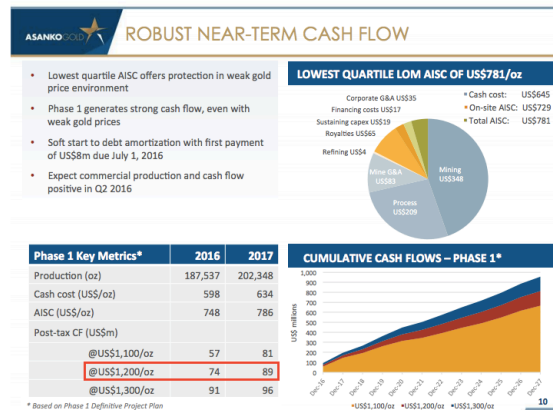 ASANKOGOLD
ROBUST NEAR-TERM CASH FLOW
• Lowest quartile AISC offers protection in weak gold
price environment
• Phase 1 generates strong cash flow, even with
weak gold prices
• Soft start to debt amortization with first payment
of US$8m due July 1, 2016
• Expect commercial production and cash flow
positive in Q2 2016
LOWEST QUARTILE LOM AISC OF US$781/oz
Corporate G&A US$35
Financing costs US$17
Sustaining capex US$19
Royalties US$65
Refining US$4
Mine G&A
US$83
Process
US$209
Mining
US$348
• Cash cost: US$645
• On-site AISC: US$729
• Total AISC: US$781
Phase 1 Key Metrics* 2016 2017
Production (oz) 187,537 202,348
Cash cost (US$/oz) 598 634
AISC (US$/oz) 748 786
Post-tax CF (US$m)
@US$1,100/oz 57 81
@US$1,200/oz 74 89
@US$1,300/oz 91 96
* Based on Phase 1 Definitive Project Plan
CUMULATIVE CASH FLOWS – PHASE 1*
US$ millions
1,000
900
800
700
600
500
400
300
200
100
0
Dec-16
Dec-17
Dec-18
Dec-19
Dec-20
Dec-21
Dec-22
Dec-23
Dec-24
Dec-25
Dec-26
Dec-27
US$1,100/oz US$1,200/oz US$1,300/oz
10